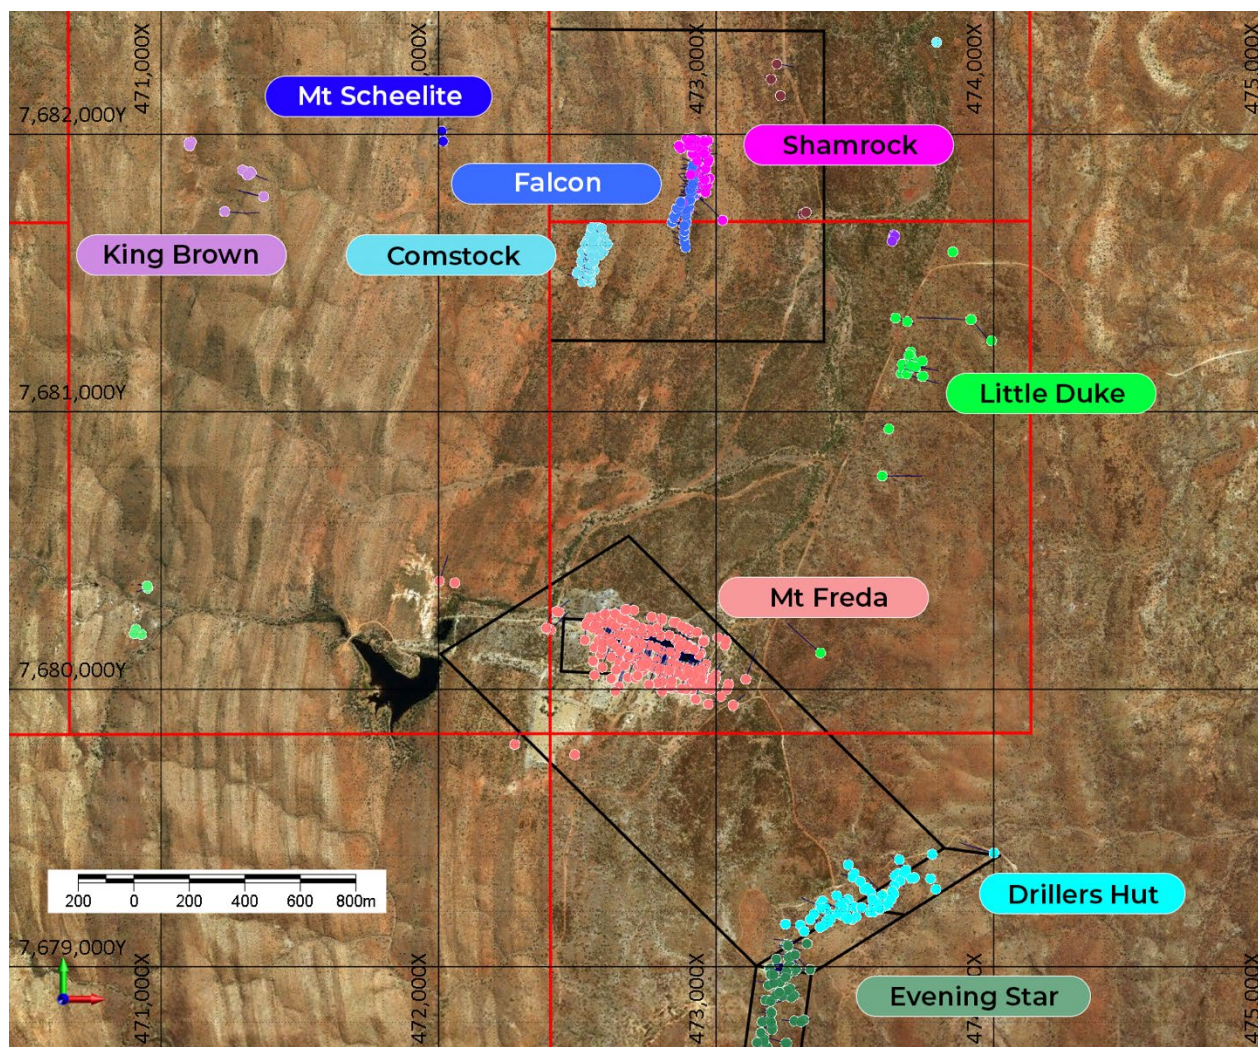 471,000X
473,000X
474,000X
475,000X
Mt Scheelite
7,682,000Y
Shamrock
Falcon
King Brown
Comstock
Little Duke
7,681,000Y
Mt Freda
7,680,000Y
200 0 200 400 600 800m
Drillers Hut
7,679,000Y
Evening Star
471,000X
472,000X
473,000X
475,000X